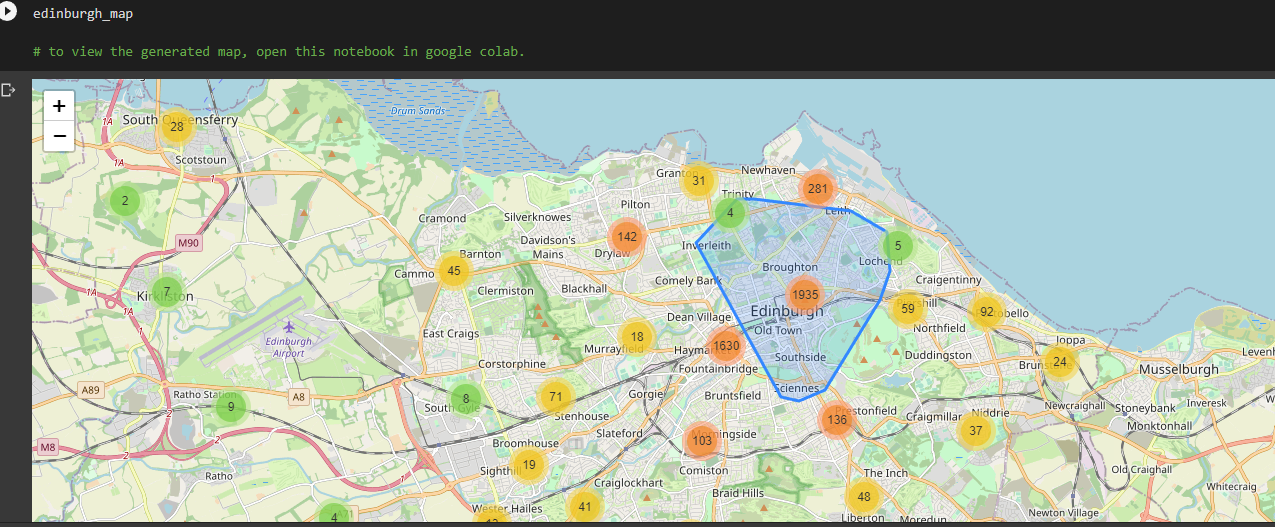 edinburgh_map
# to view the generated map, open this notebook in google colab.
+
−
Drum Sands
1A
South Queensferry
28
Scotstoun
1A
2
M90
Kirkliston
7
1A
Edinburgh
Airport
A89
Ratho Station
9
A8
2
2
M8
Ratho
4
Granton
31
Newhaven
281
Trinity
4
Leith
Pilton
Cramond
Silverknowes
142
Davidson's
Mains
Drylaw
Inverleith
5
Lochend
Barnton
Cammo
45
Broughton
Comely Bank
Craigentinny
Clermiston
Blackhall
1935
Edinburgh
59
92
Portobello
Dean Village
Old Town
Northfield
East Craigs
18
Murrayfield
1630
Joppa
Duddingston
Southside
24
Corstorphine
Fountainbridge
Musselburgh
Sciennes
8
South Gyle
71
Stenhouse
Gorgie
Bruntsfield
Newcraighall
Stoneybank
Inveresk
Prestonfield
136
Craigmillar
Niddrie
37
Monktonhall
Slateford
103
Morningside
Broomhouse
19
Comiston
Old Craighall
Craiglockhart
The Inch
Whitecraig
Braid Hills
48
Liberton
Wester Hailes
41
Moredun
Newton Village